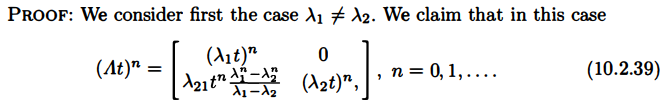 PROOF: We consider first the case λ₁ ≠ λ₂. We claim that in this case
(Λt)ⁿ = [ (λ₁t)ⁿ 0 ; λ₂₁tⁿ (λ₁ⁿ−λ₂ⁿ)/(λ₁−λ₂) (λ₂t)ⁿ, ] , n = 0, 1, . . . . (10.2.39)